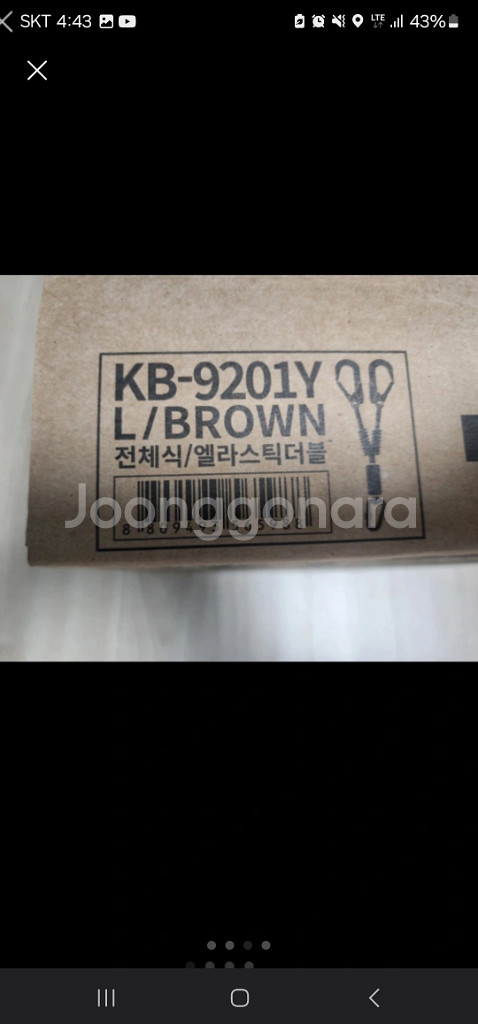 SKT 4:43
LTE
43%
KB-9201Y
L/BROWN
전체식/엘라스틱더블
Joonggonara